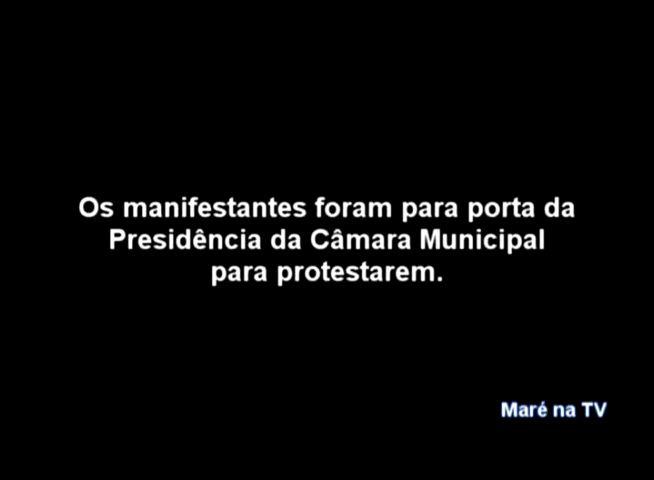 Os manifestantes foram para porta da
Presidência da Câmara Municipal
para protestarem.
Maré na TV